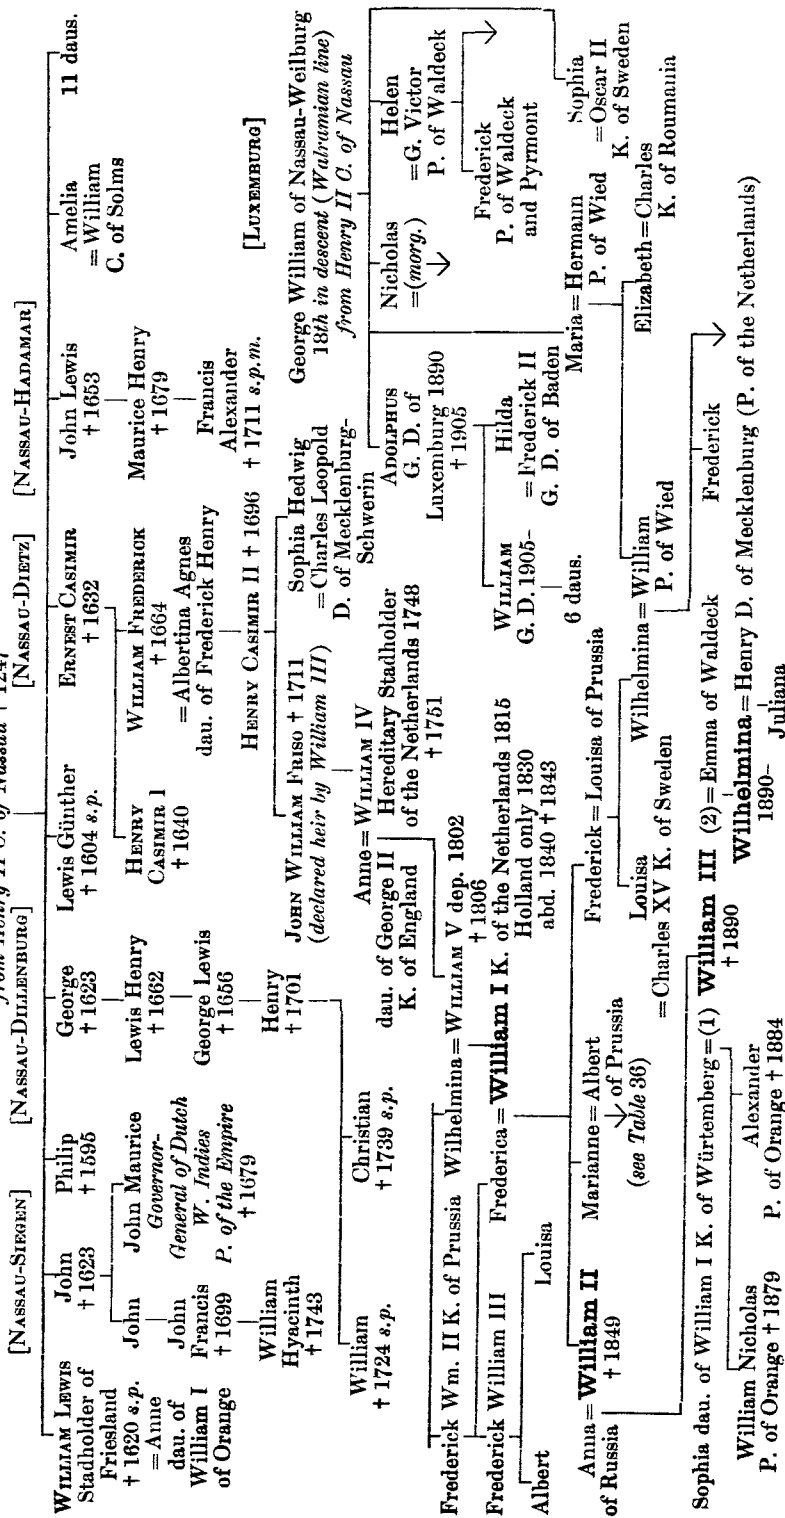 from Henry II C. of Nassau † 1247
[NASSAU-SIEGEN] [NASSAU-DILLENBURG] [NASSAU-DIETZ] [NASSAU-HADAMAR]
WILLIAM LEWIS
Stadholder of
Friesland
† 1620 s.p.
=Anne
dau. of
William I
of Orange
John
† 1623
Philip
† 1595
George
† 1623
Lewis Günther
† 1604 s.p.
ERNEST CASIMIR
† 1632
John Lewis
† 1653
Amelia
=William
C. of Solms
11 daus.
John
John
Francis
† 1699
William
Hyacinth
† 1743
John Maurice
Governor-
General of Dutch
W. Indies
P. of the Empire
† 1679
Lewis Henry
† 1662
George Lewis
† 1656
Henry
† 1701
HENRY
CASIMIR I
† 1640
WILLIAM FREDERICK
† 1664
=Albertina Agnes
dau. of Frederick Henry
Maurice Henry
† 1679
Francis
Alexander
† 1711 s.p.m.
HENRY CASIMIR II † 1696
[LUXEMBURG]
William
† 1724 s.p.
Christian
† 1739 s.p.
JOHN WILLIAM FRISO † 1711
(declared heir by William III)
Sophia Hedwig
=Charles Leopold
D. of Mecklenburg-
Schwerin
George William of Nassau-Weilburg
18th in descent (Walramian line)
from Henry II C. of Nassau
Anne=WILLIAM IV
dau. of George II
K. of England
Hereditary Stadholder
of the Netherlands 1748
† 1751
ADOLPHUS
G. D. of
Luxemburg 1890
† 1905
Nicholas
=(morg.)
Helen
=G. Victor
P. of Waldeck
Frederick
P. of Waldeck
and Pyrmont
Sophia
=Oscar II
K. of Sweden
Frederick Wm. II K. of Prussia
Wilhelmina=WILLIAM V dep. 1802
† 1806
WILLIAM
G. D. 1905–
6 daus.
Hilda
=Frederick II
G. D. of Baden
Maria=Hermann
P. of Wied
Frederick William III
Frederica=William I K. of the Netherlands 1815
Holland only 1830
abd. 1840 † 1843
Elizabeth=Charles
K. of Roumania
Albert
Louisa
Anna=William II
of Russia
† 1849
Marianne=Albert
of Prussia
(see Table 36)
Frederick=Louisa of Prussia
Louisa
=Charles XV K. of Sweden
Wilhelmina=William
P. of Wied
Frederick
Sophia dau. of William I K. of Würtemberg=(1) William III (2)=Emma of Waldeck
† 1890
William Nicholas
P. of Orange † 1879
Alexander
P. of Orange † 1884
Wilhelmina=Henry D. of Mecklenburg (P. of the Netherlands)
1890–
Juliana